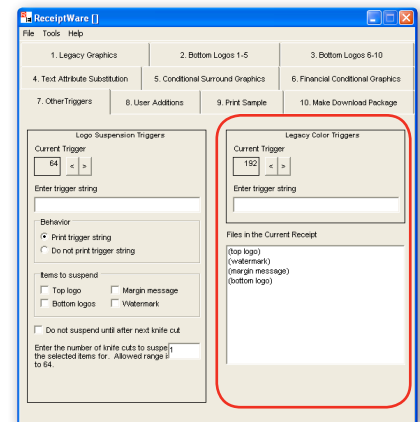 ReceiptWare []
File Tools Help
1. Legacy Graphics
2. Bottom Logos 1-5
3. Bottom Logos 6-10
4. Text Attribute Substitution
5. Conditional Surround Graphics
6. Financial Conditional Graphics
7. OtherTriggers
8. User Additions
9. Print Sample
10. Make Download Package
Logo Suspension Triggers
Current Trigger
64 < >
Enter trigger string
Behavior
Print trigger string
Do not print trigger string
Items to suspend
Top logo
Margin message
Bottom logos
Watermark
Do not suspend until after next knife cut
Enter the number of knife cuts to suspe
the selected items for. Allowed range i
to 64.
1
Legacy Color Triggers
Current Trigger
192 < >
Enter trigger string
Files in the Current Receipt
(top logo)
(watermark)
(margin message)
(bottom logo)